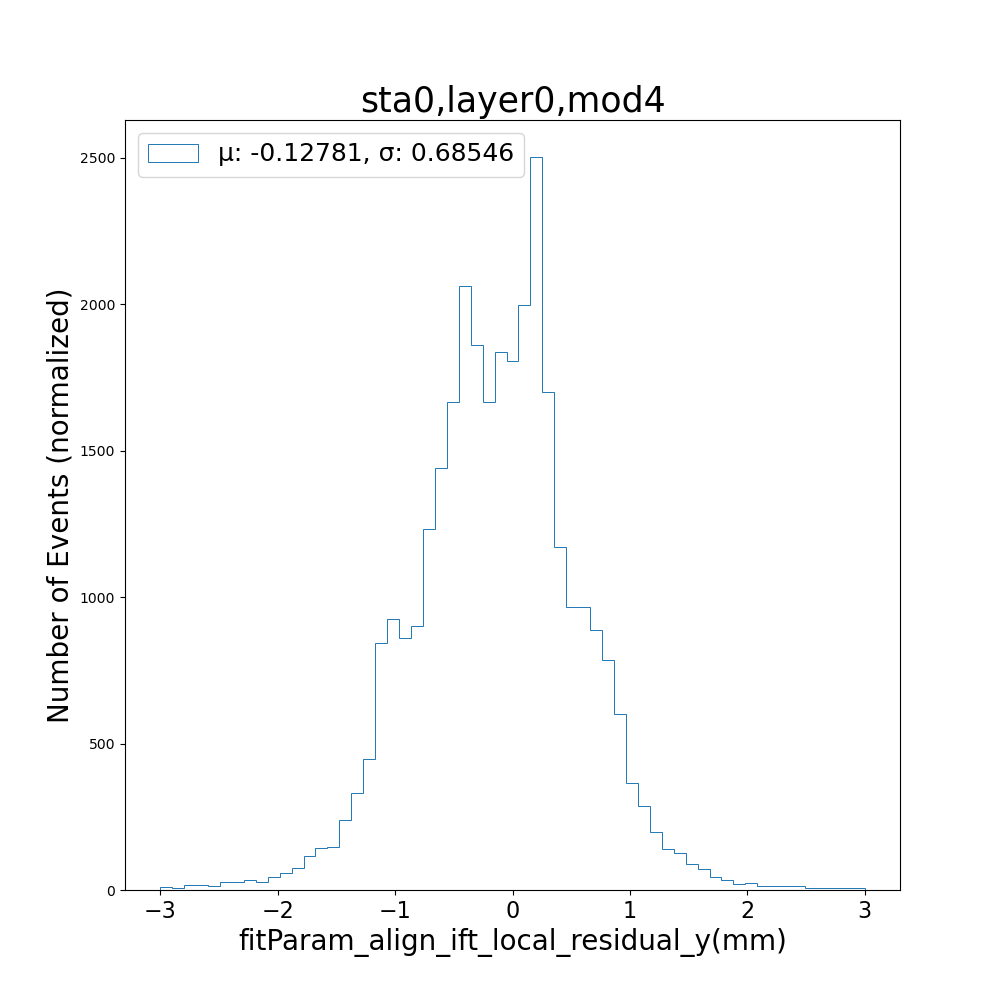 sta0,layer0,mod4
μ: -0.12781, σ: 0.68546
Number of Events (normalized)
2500
2000
1500
1000
500
0
−3 −2 −1 0 1 2 3
fitParam_align_ift_local_residual_y(mm)